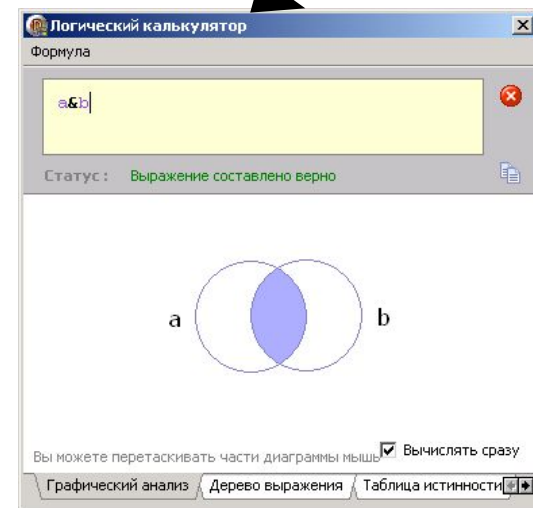 Логический калькулятор
Формула
a&b
Статус: Выражение составлено верно
a b
Вы можете перетаскивать части диаграммы мышь
Вычислять сразу
Графический анализ Дерево выражения Таблица истинности